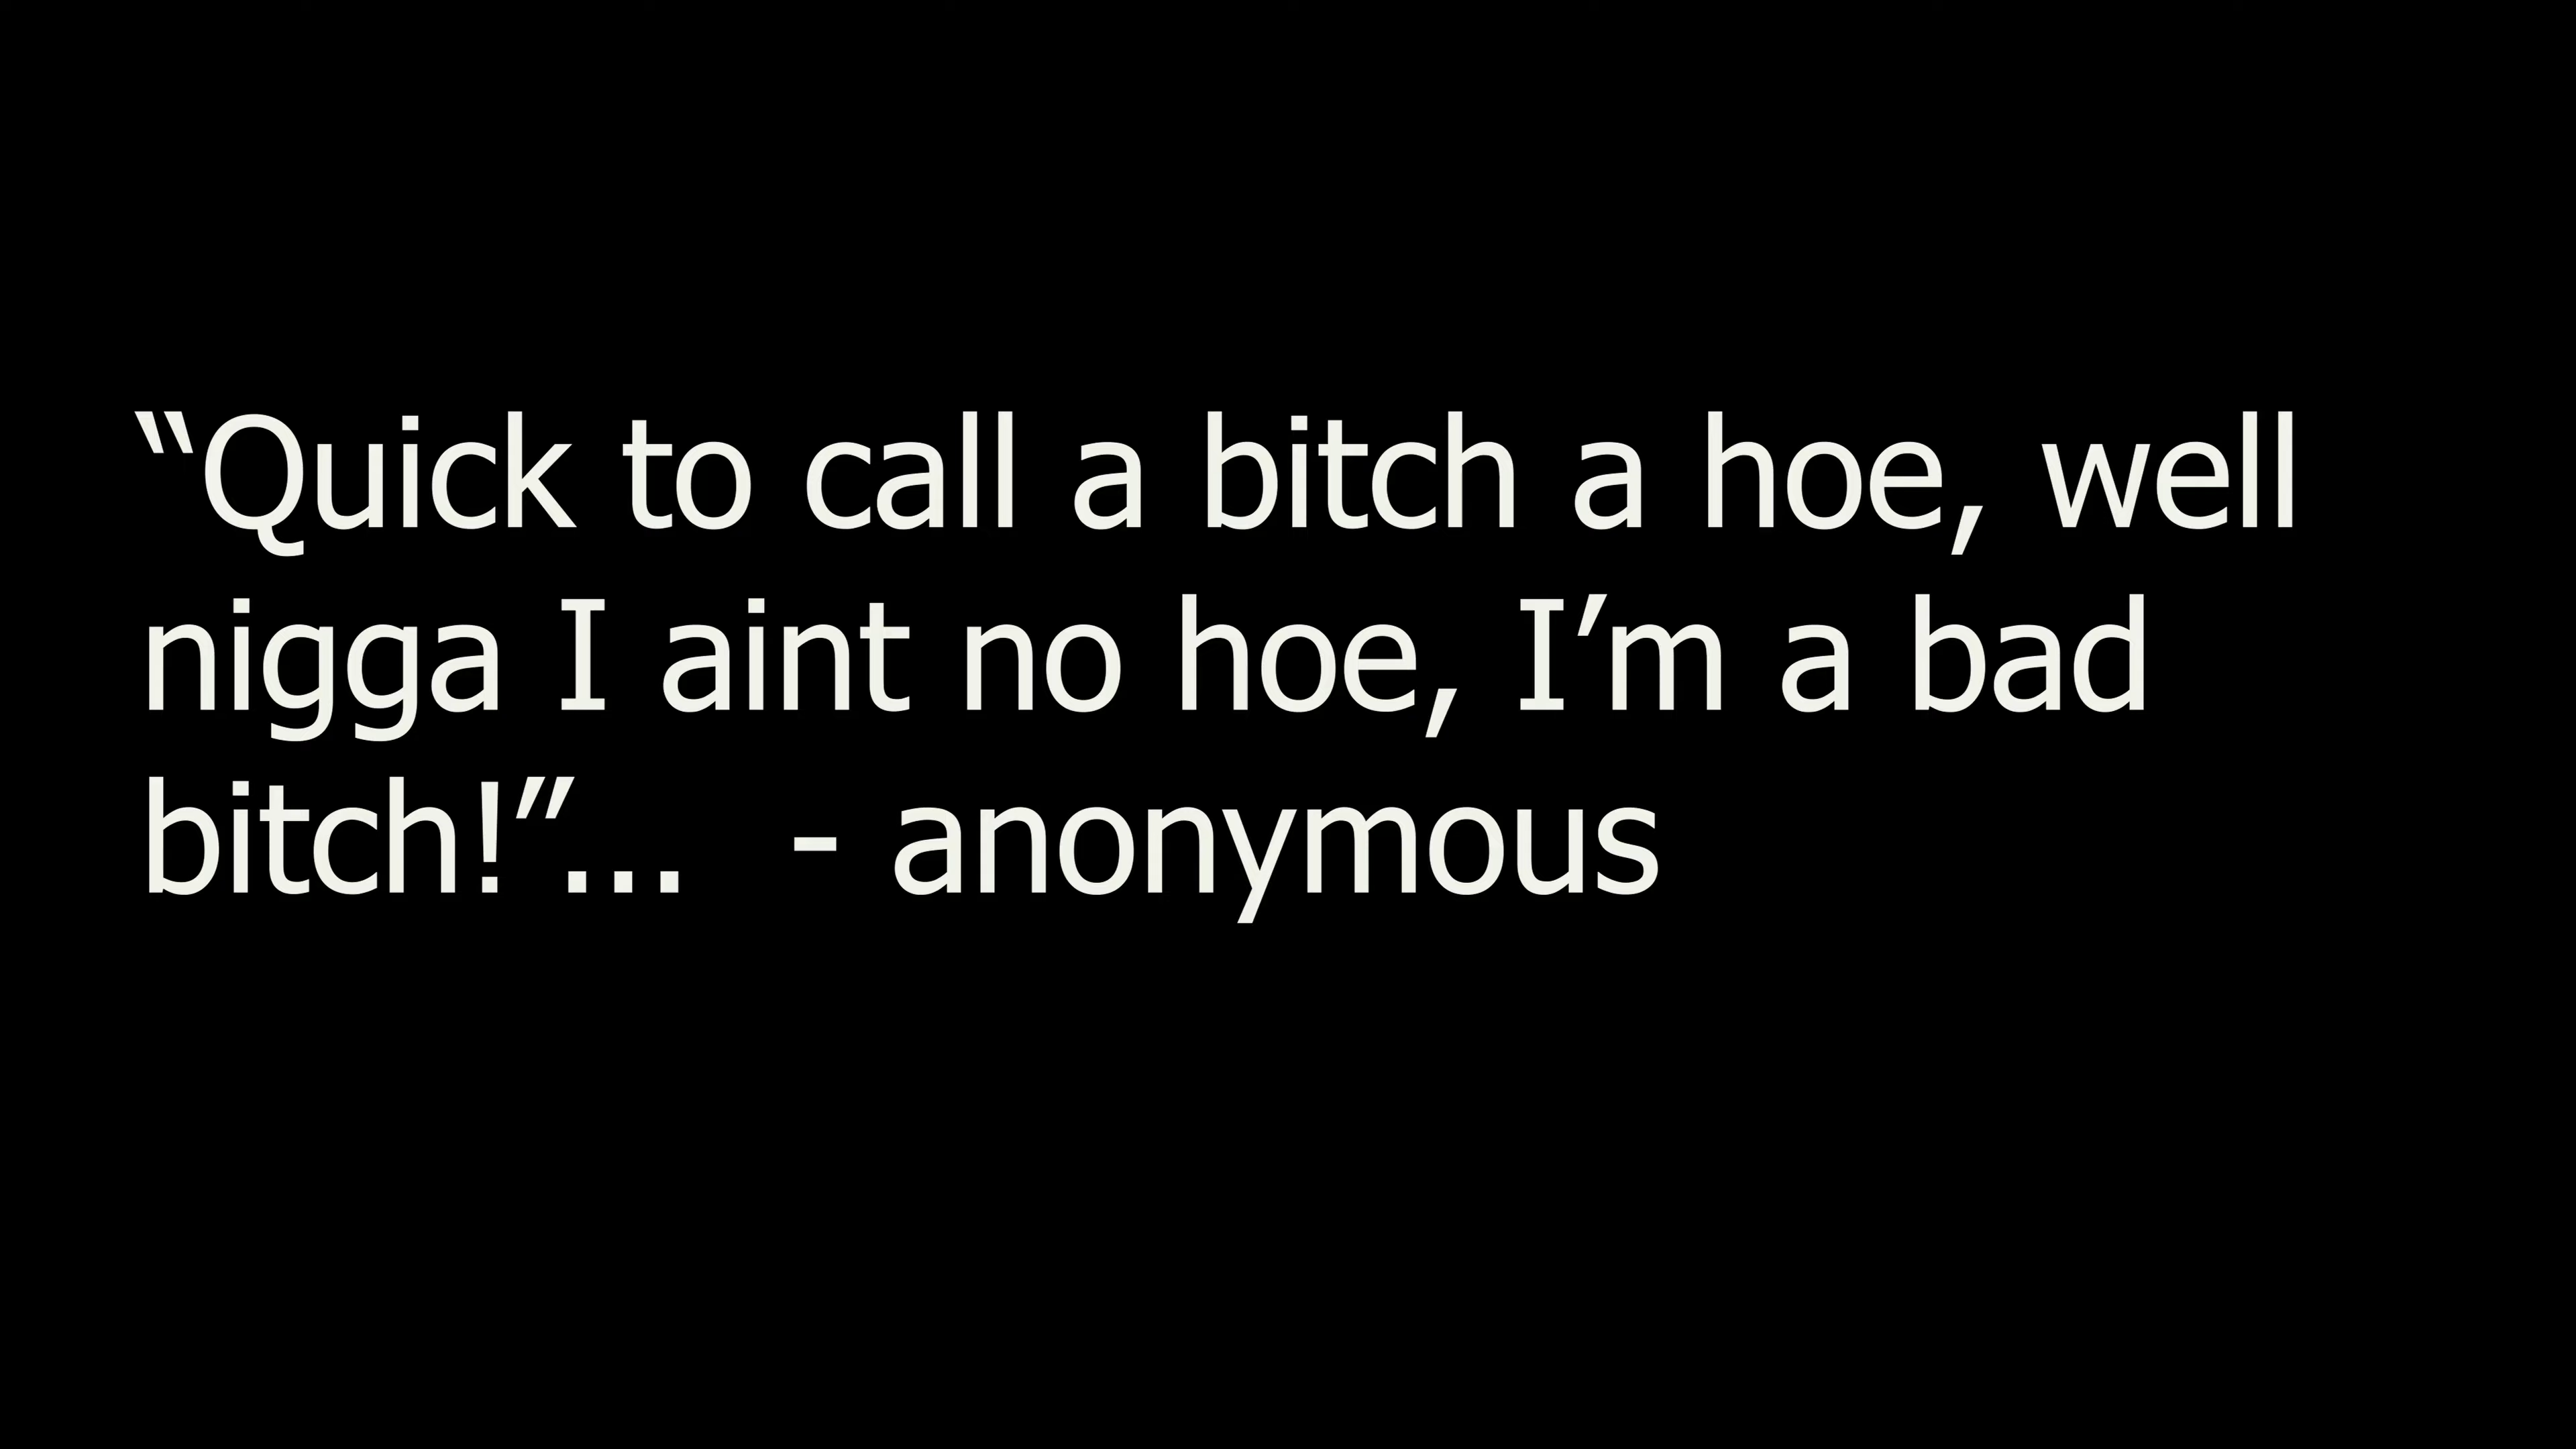 “Quick to call a bitch a hoe, well
nigga I aint no hoe, I’m a bad
bitch!”...  - anonymous